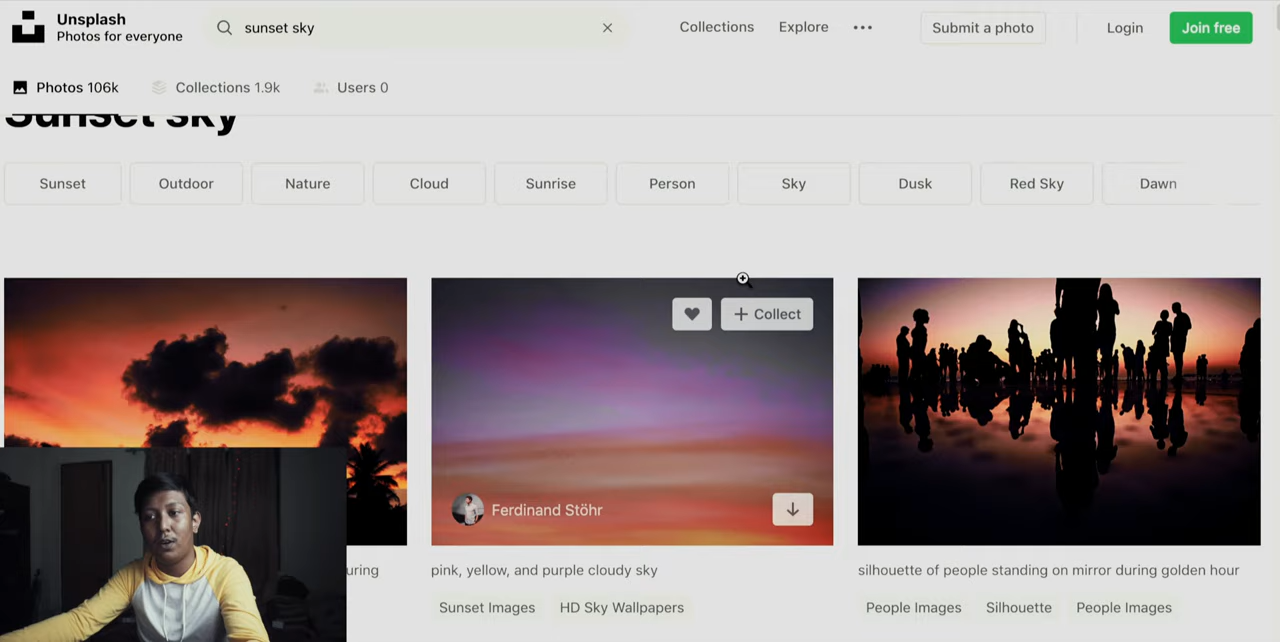 Unsplash
Photos for everyone
sunset sky
Collections
Explore
Submit a photo
Login
Join free
Photos 106k
Collections 1.9k
Users 0
Sunset sky
Sunset
Outdoor
Nature
Cloud
Sunrise
Person
Sky
Dusk
Red Sky
Dawn
Collect
Ferdinand Stöhr
uring
pink, yellow, and purple cloudy sky
silhouette of people standing on mirror during golden hour
Sunset Images
HD Sky Wallpapers
People Images
Silhouette
People Images